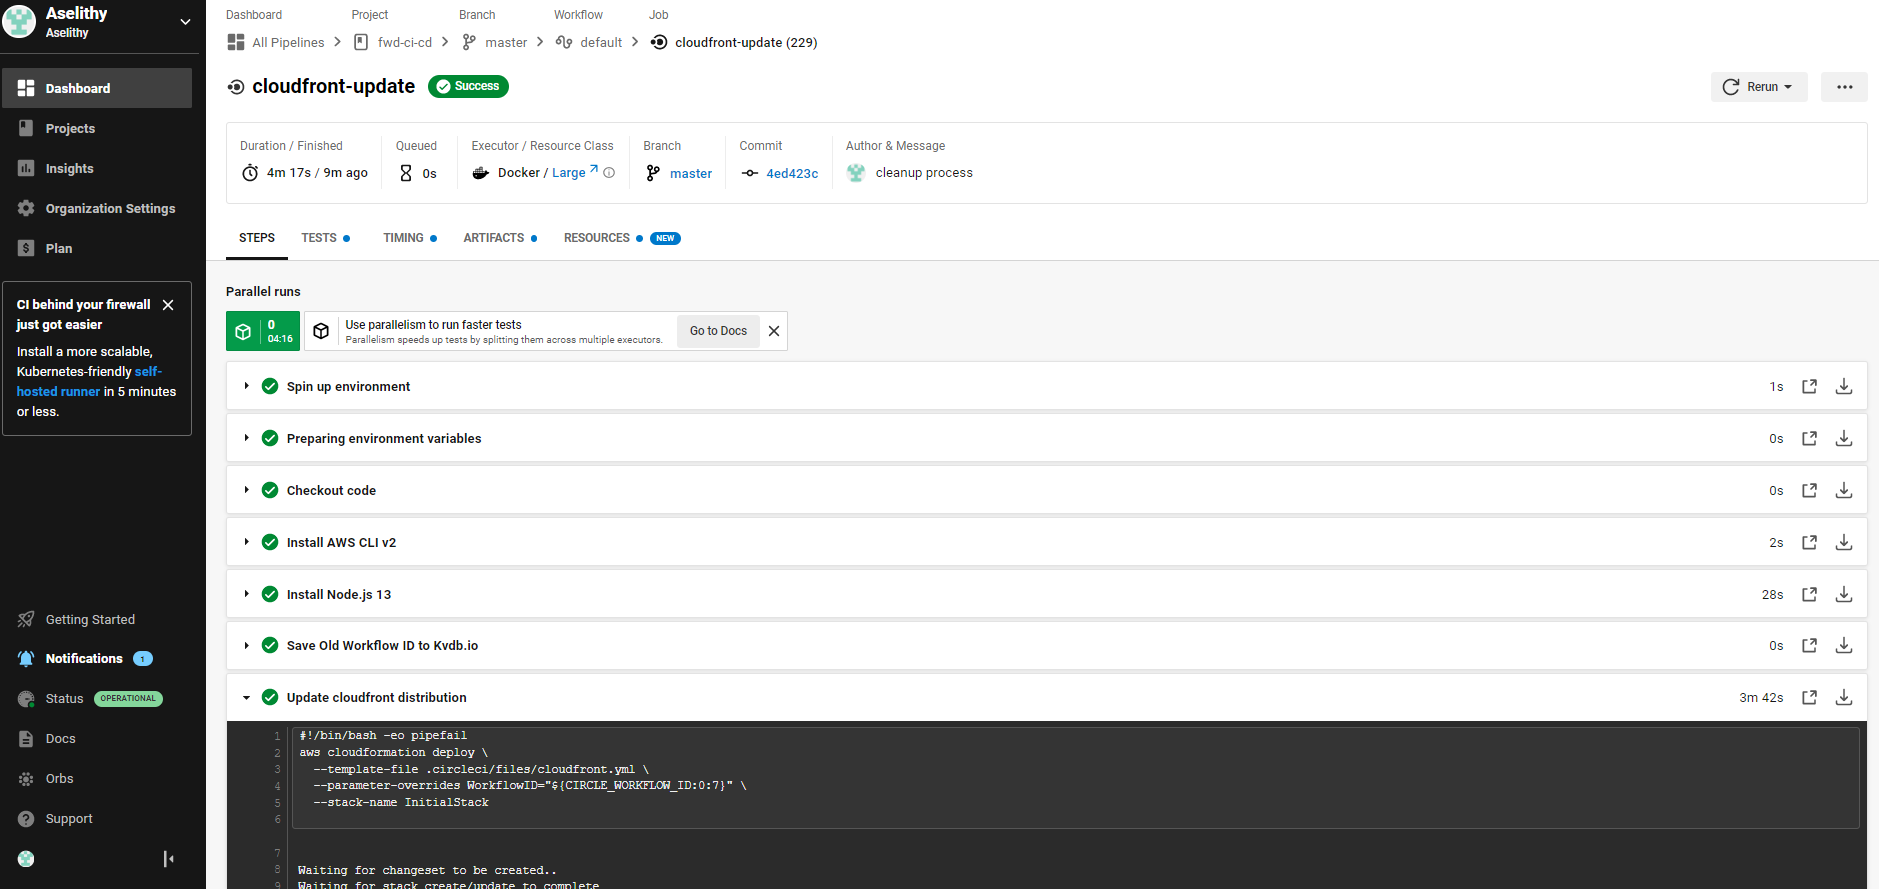 Aselithy
Aselithy
Dashboard
Projects
Insights
Organization Settings
Plan
CI behind your firewall
just got easier
Install a more scalable,
Kubernetes-friendly self-
hosted runner in 5 minutes
or less.
Getting Started
Notifications 1
Status OPERATIONAL
Docs
Orbs
Support
Dashboard Project Branch Workflow Job
All Pipelines fwd-ci-cd master default cloudfront-update (229)
cloudfront-update Success
Rerun
Duration / Finished Queued Executor / Resource Class Branch Commit Author & Message
4m 17s / 9m ago 0s Docker / Large master 4ed423c cleanup process
STEPS TESTS TIMING ARTIFACTS RESOURCES NEW
Parallel runs
0
04:16
Use parallelism to run faster tests
Parallelism speeds up tests by splitting them across multiple executors.
Go to Docs
Spin up environment 1s
Preparing environment variables 0s
Checkout code 0s
Install AWS CLI v2 2s
Install Node.js 13 28s
Save Old Workflow ID to Kvdb.io 0s
Update cloudfront distribution 3m 42s
1 #!/bin/bash -eo pipefail
2 aws cloudformation deploy \
3 --template-file .circleci/files/cloudfront.yml \
4 --parameter-overrides WorkflowID="${CIRCLE_WORKFLOW_ID:0:7}" \
5 --stack-name InitialStack
6
7
8 Waiting for changeset to be created..
9 Waiting for stack create/update to complete